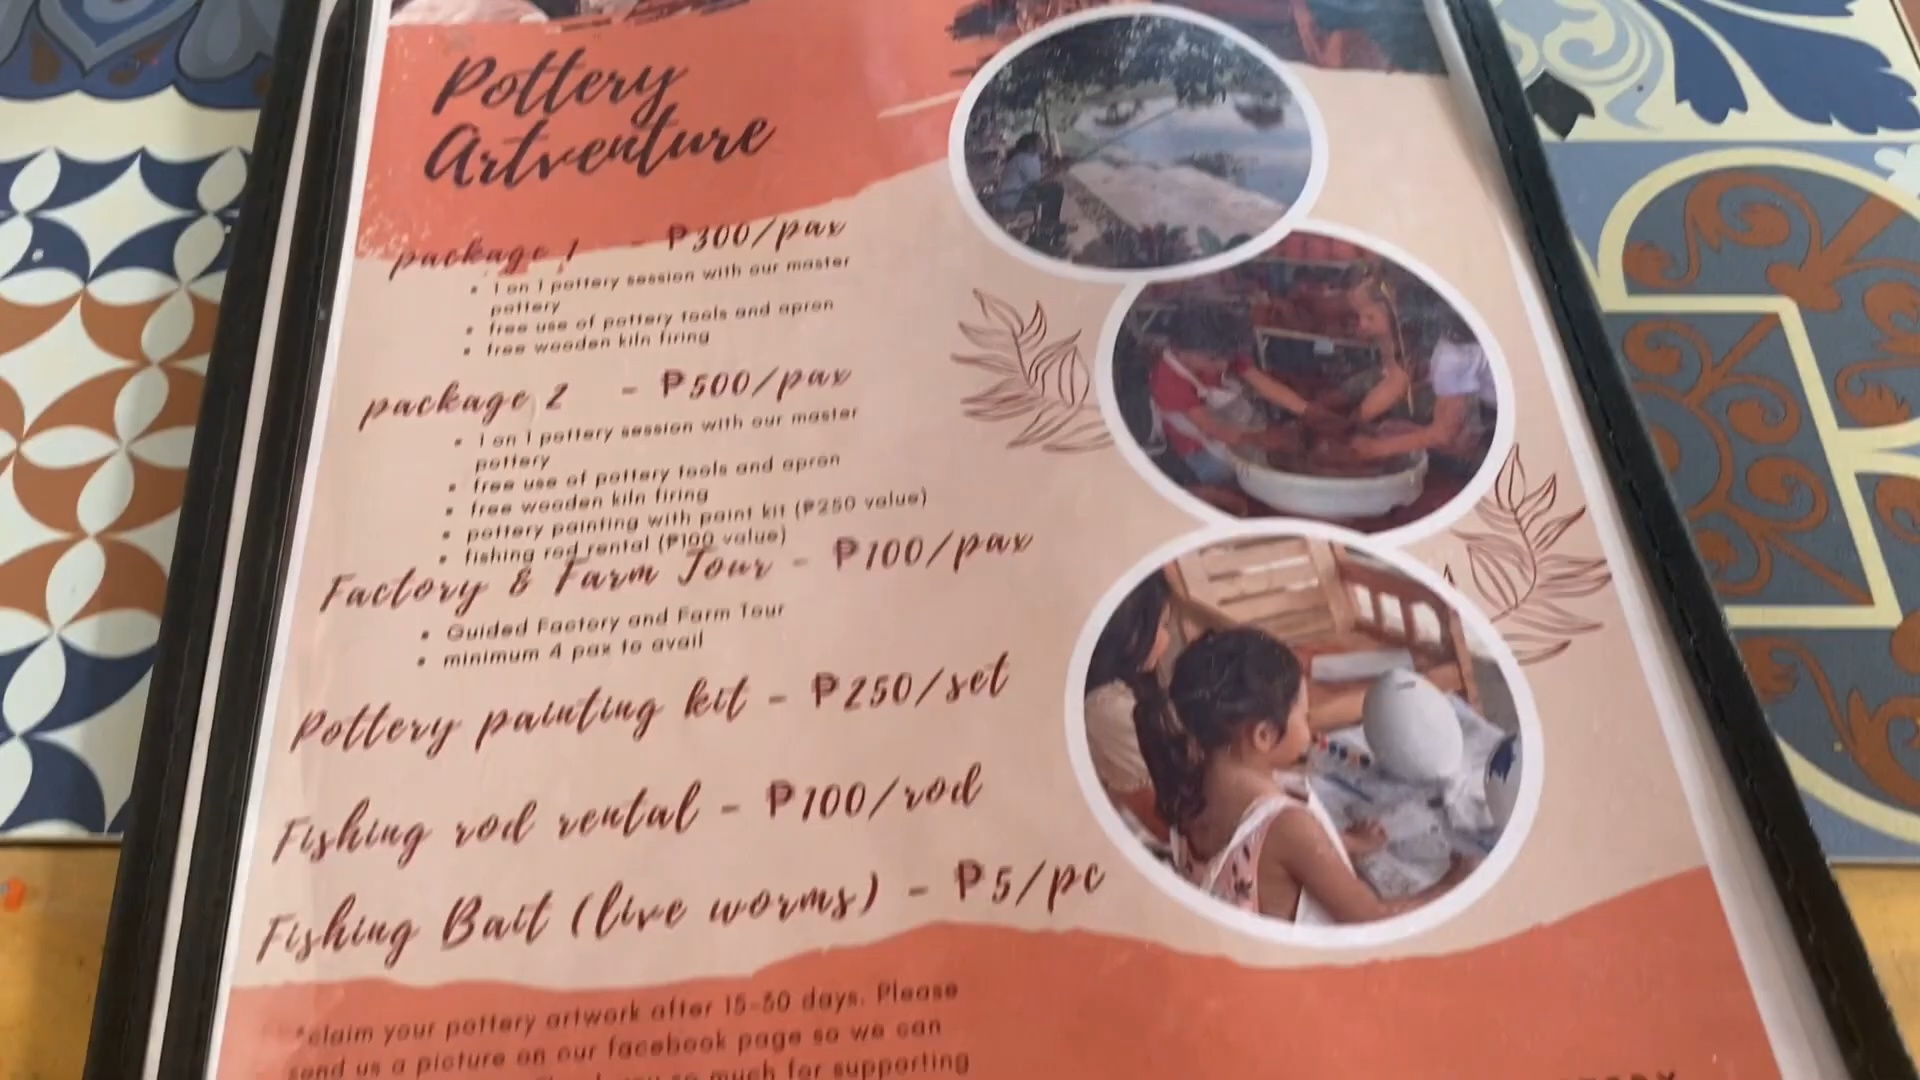 Pottery
Artventure
package 1 - ₱300/pax
• 1 on 1 pottery session with our master
pottery
• free use of pottery tools and apron
• free wooden kiln firing
package 2 - ₱500/pax
• 1 on 1 pottery session with our master
pottery
• free use of pottery tools and apron
• free wooden kiln firing
• pottery painting with paint kit (₱250 value)
• fishing rod rental (₱100 value)
Factory & Farm Tour - ₱100/pax
• Guided Factory and Farm Tour
• minimum 4 pax to avail
Pottery painting kit - ₱250/set
Fishing rod rental - ₱100/rod
Fishing Bait (live worms) - ₱5/pc
*claim your pottery artwork after 15-30 days. Please
send us a picture on our facebook page so we can
so much for supporting